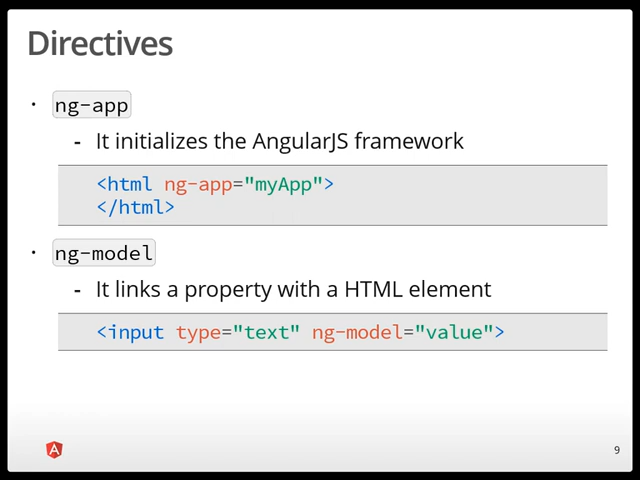 Directives
· ng-app
- It initializes the AngularJS framework
<html ng-app="myApp">
</html>
· ng-model
- It links a property with a HTML element
<input type="text" ng-model="value">
A
9